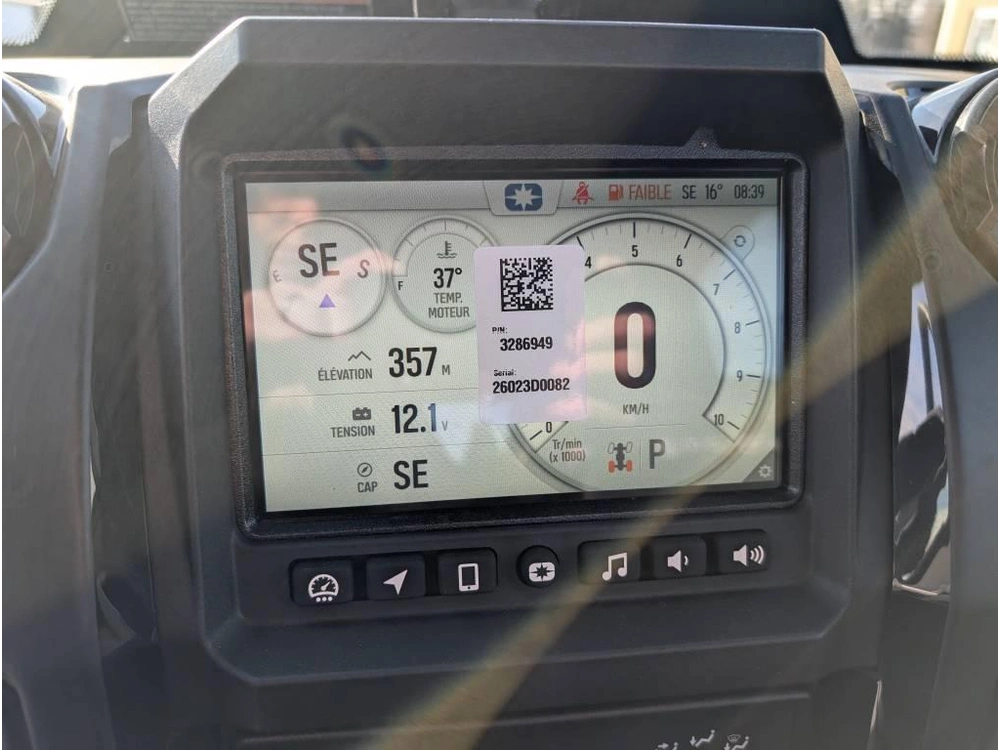 FAIBLE SE 16° 08:39
E SE S
F 37°
TEMP.
MOTEUR
4 5 6 7 8 9 10
P/N:
3286949
Serial:
26023D0082
ÉLÉVATION 357 M
TENSION 12.1 V
CAP SE
0
KM/H
0
Tr/min
(x 1000)
P